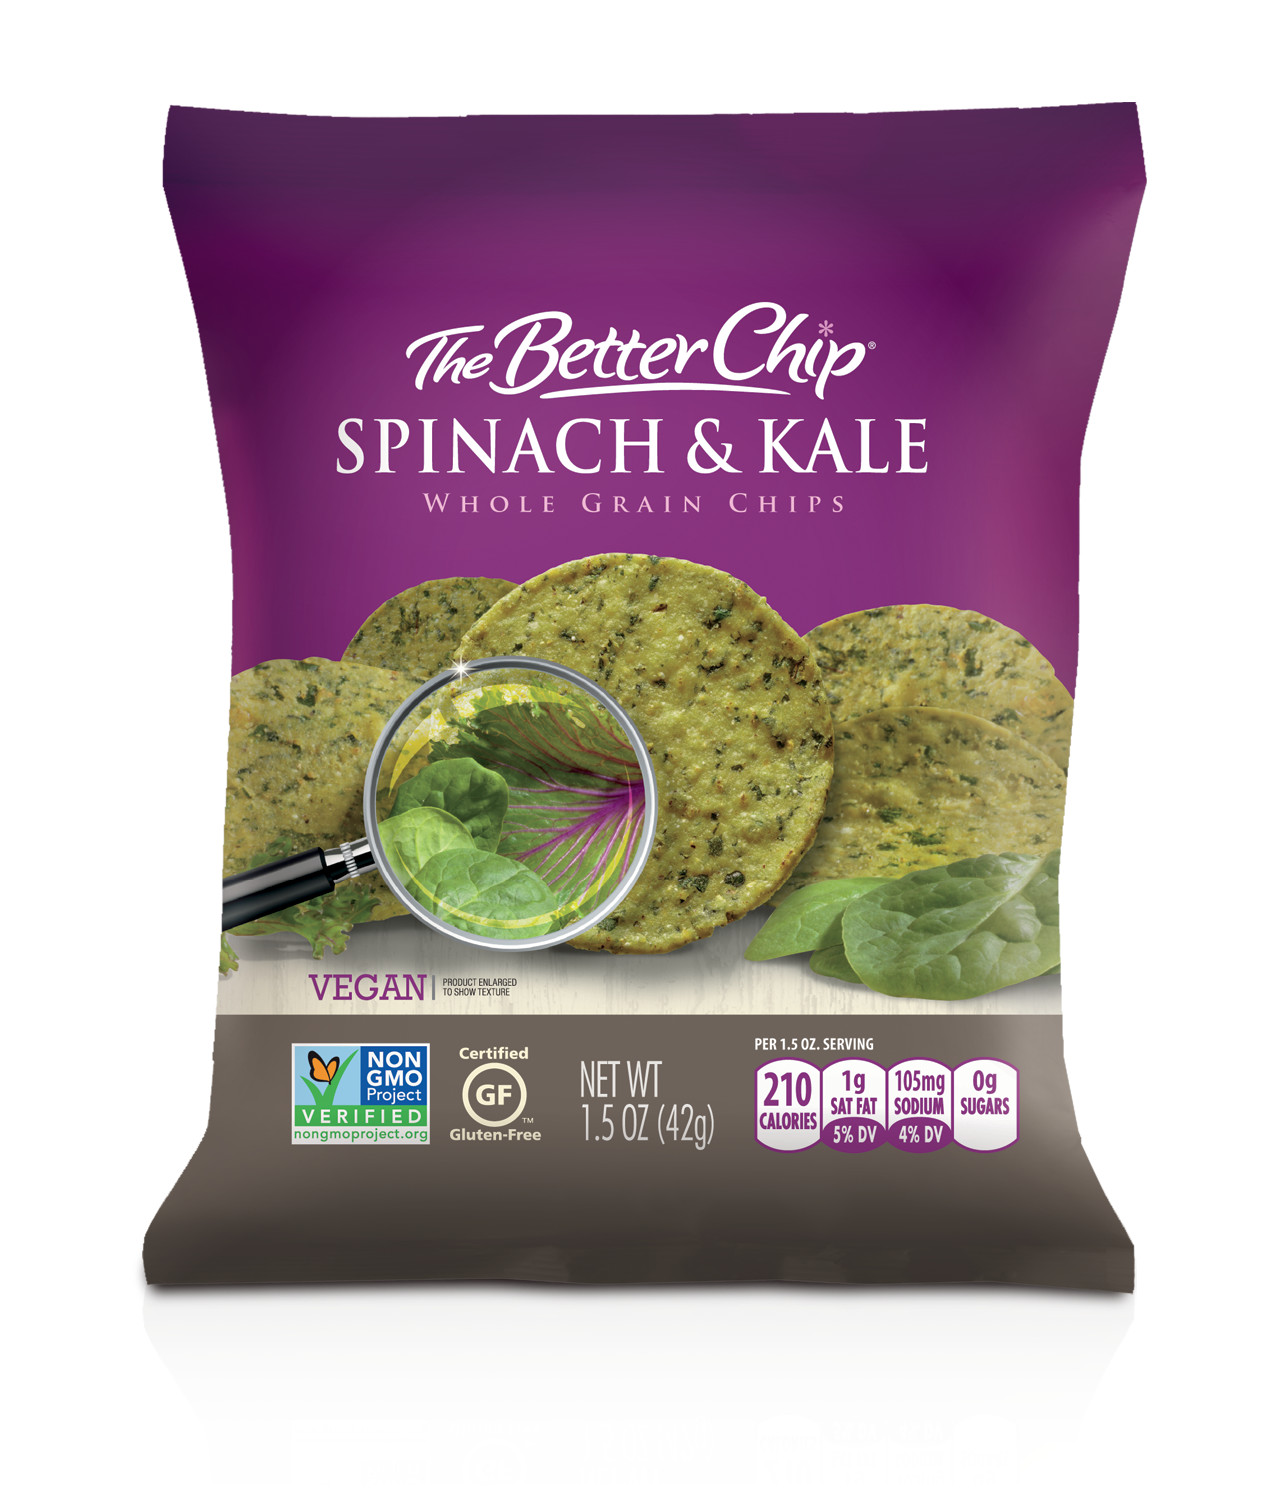 The Better Chip®
SPINACH & KALE
WHOLE GRAIN CHIPS
VEGAN
PRODUCT ENLARGED
TO SHOW TEXTURE
NON
GMO
Project
VERIFIED
nongmoproject.org
Certified
GF
™
Gluten-Free
NET WT
1.5 OZ (42g)
PER 1.5 OZ. SERVING
210
CALORIES
1g
SAT FAT
5% DV
105mg
SODIUM
4% DV
0g
SUGARS